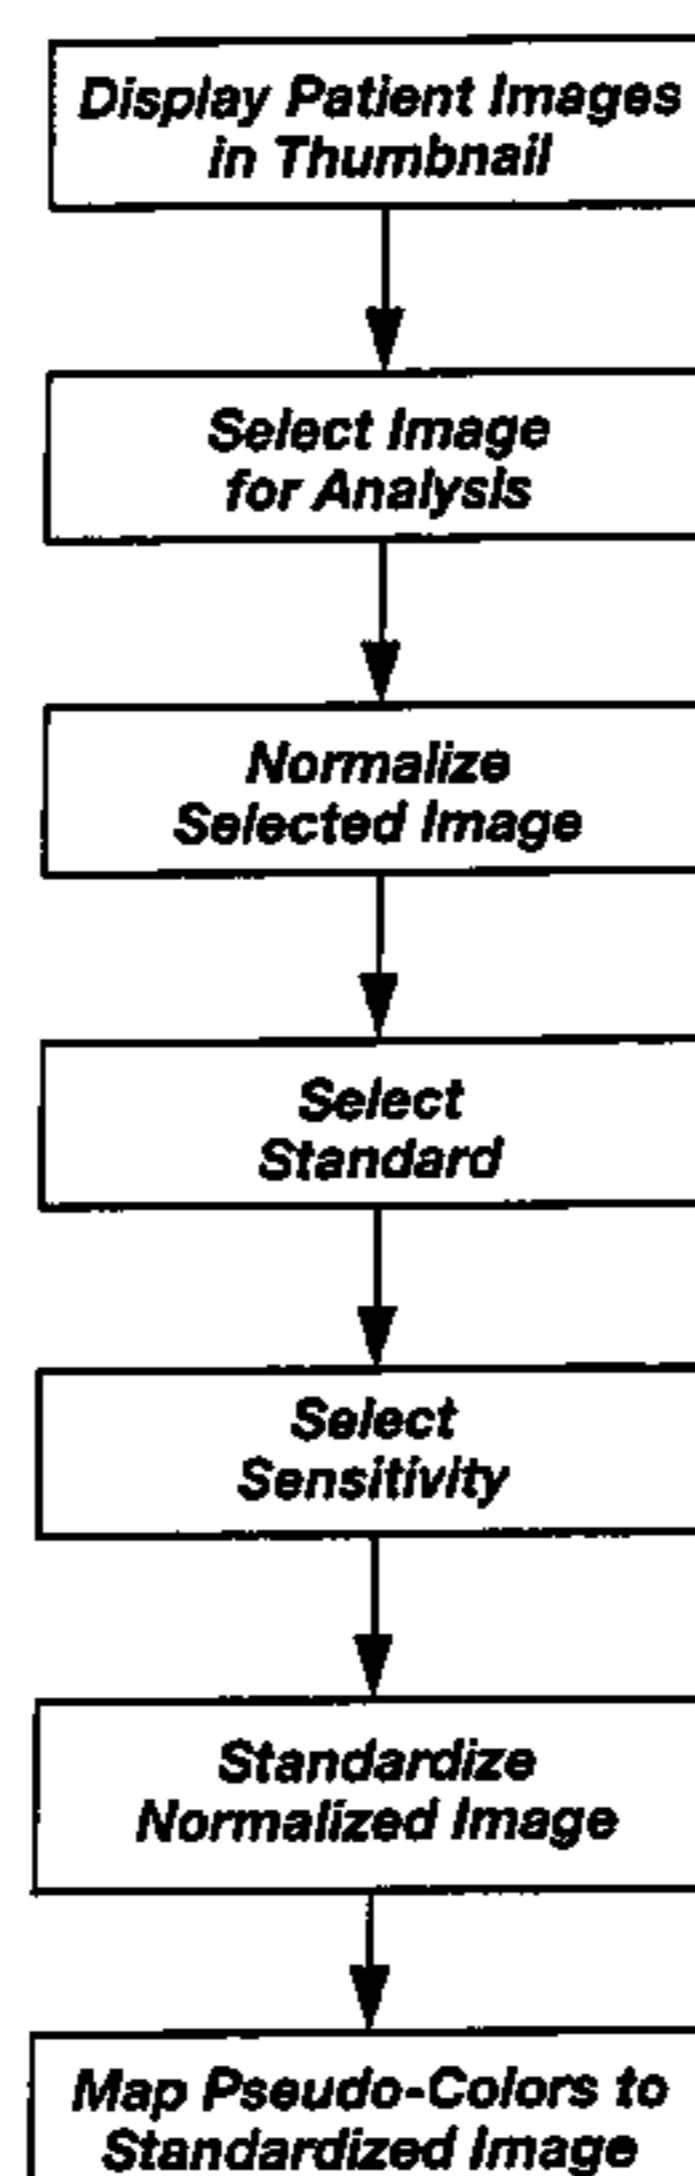 Display Patient Images
in Thumbnail
Select Image
for Analysis
Normalize
Selected Image
Select
Standard
Select
Sensitivity
Standardize
Normalized Image
Map Pseudo-Colors to
Standardized Image